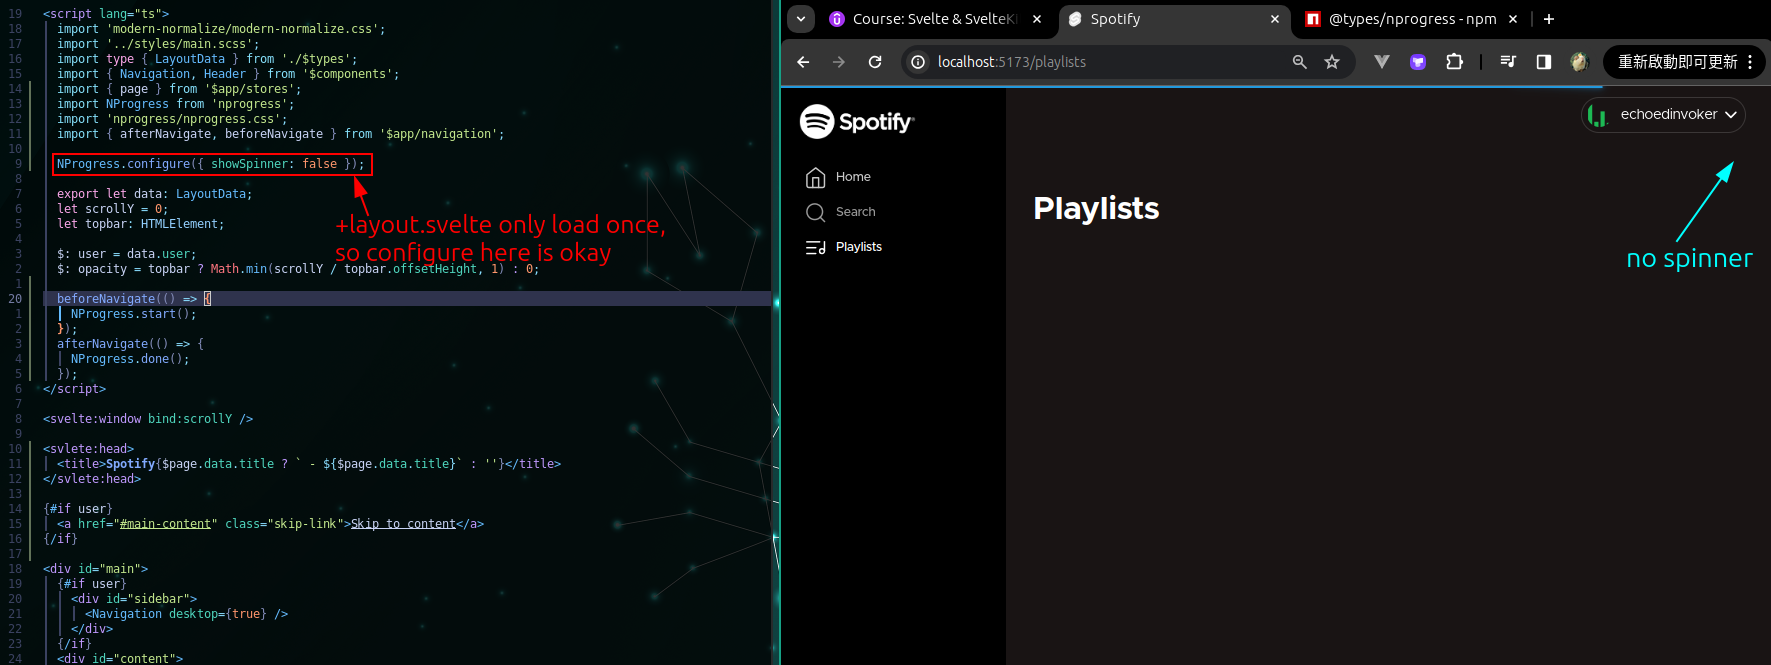 19 <script lang="ts">
18 import 'modern-normalize/modern-normalize.css';
17 import '../styles/main.scss';
16 import type { LayoutData } from './$types';
15 import { Navigation, Header } from '$components';
14 import { page } from '$app/stores';
13 import NProgress from 'nprogress';
12 import 'nprogress/nprogress.css';
11 import { afterNavigate, beforeNavigate } from '$app/navigation';
10
9 NProgress.configure({ showSpinner: false });
8
7 export let data: LayoutData;
6 let scrollY = 0;
5 let topbar: HTMLElement;
4
+layout.svelte only load once,
so configure here is okay
3 $: user = data.user;
2 $: opacity = topbar ? Math.min(scrollY / topbar.offsetHeight, 1) : 0;
1
20 beforeNavigate(() => {
1 NProgress.start();
2 });
3 afterNavigate(() => {
4 NProgress.done();
5 });
6 </script>
7
8 <svelte:window bind:scrollY />
9
10 <svlete:head>
11 <title>Spotify{$page.data.title ? ` - ${$page.data.title}` : ''}</title>
12 </svlete:head>
13
14 {#if user}
15 <a href="#main-content" class="skip-link">Skip to content</a>
16 {/if}
17
18 <div id="main">
19 {#if user}
20 <div id="sidebar">
21 <Navigation desktop={true} />
22 </div>
23 {/if}
24 <div id="content">
Course: Svelte & SvelteKi
Spotify
@types/nprogress - npm
localhost:5173/playlists
重新啟動即可更新
Spotify
echoedinvoker
Home
Search
Playlists
Playlists
no spinner